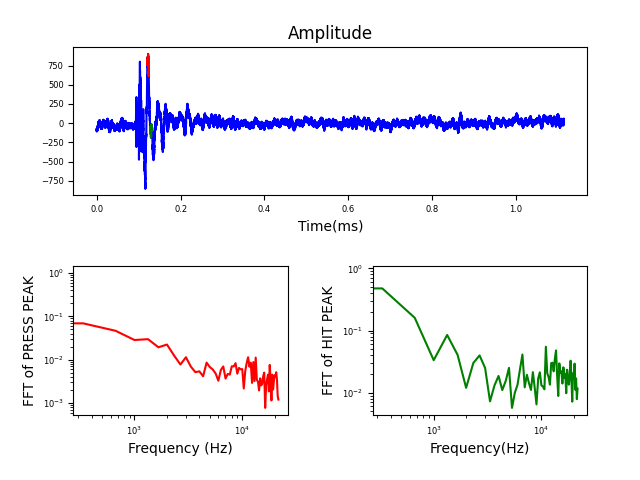 Amplitude
750
500
250
0
−250
−500
−750
0.0 0.2 0.4 0.6 0.8 1.0
Time(ms)
FFT of PRESS PEAK
10⁰
10⁻¹
10⁻²
10⁻³
10³ 10⁴
Frequency (Hz)
FFT of HIT PEAK
10⁰
10⁻¹
10⁻²
10³ 10⁴
Frequency(Hz)